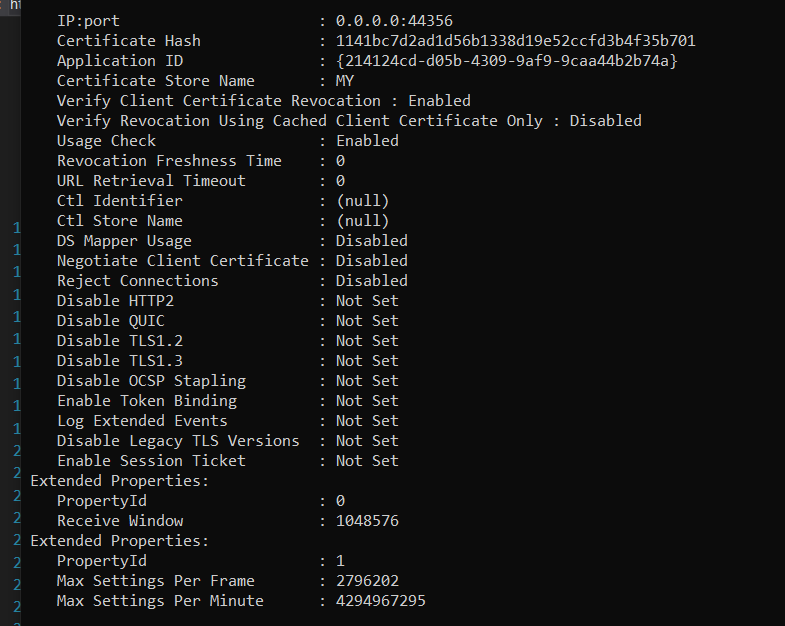 IP:port : 0.0.0.0:44356
Certificate Hash : 1141bc7d2ad1d56b1338d19e52ccfd3b4f35b701
Application ID : {214124cd-d05b-4309-9af9-9caa44b2b74a}
Certificate Store Name : MY
Verify Client Certificate Revocation : Enabled
Verify Revocation Using Cached Client Certificate Only : Disabled
Usage Check : Enabled
Revocation Freshness Time : 0
URL Retrieval Timeout : 0
Ctl Identifier : (null)
Ctl Store Name : (null)
DS Mapper Usage : Disabled
Negotiate Client Certificate : Disabled
Reject Connections : Disabled
Disable HTTP2 : Not Set
Disable QUIC : Not Set
Disable TLS1.2 : Not Set
Disable TLS1.3 : Not Set
Disable OCSP Stapling : Not Set
Enable Token Binding : Not Set
Log Extended Events : Not Set
Disable Legacy TLS Versions : Not Set
Enable Session Ticket : Not Set
Extended Properties:
PropertyId : 0
Receive Window : 1048576
Extended Properties:
PropertyId : 1
Max Settings Per Frame : 2796202
Max Settings Per Minute : 4294967295